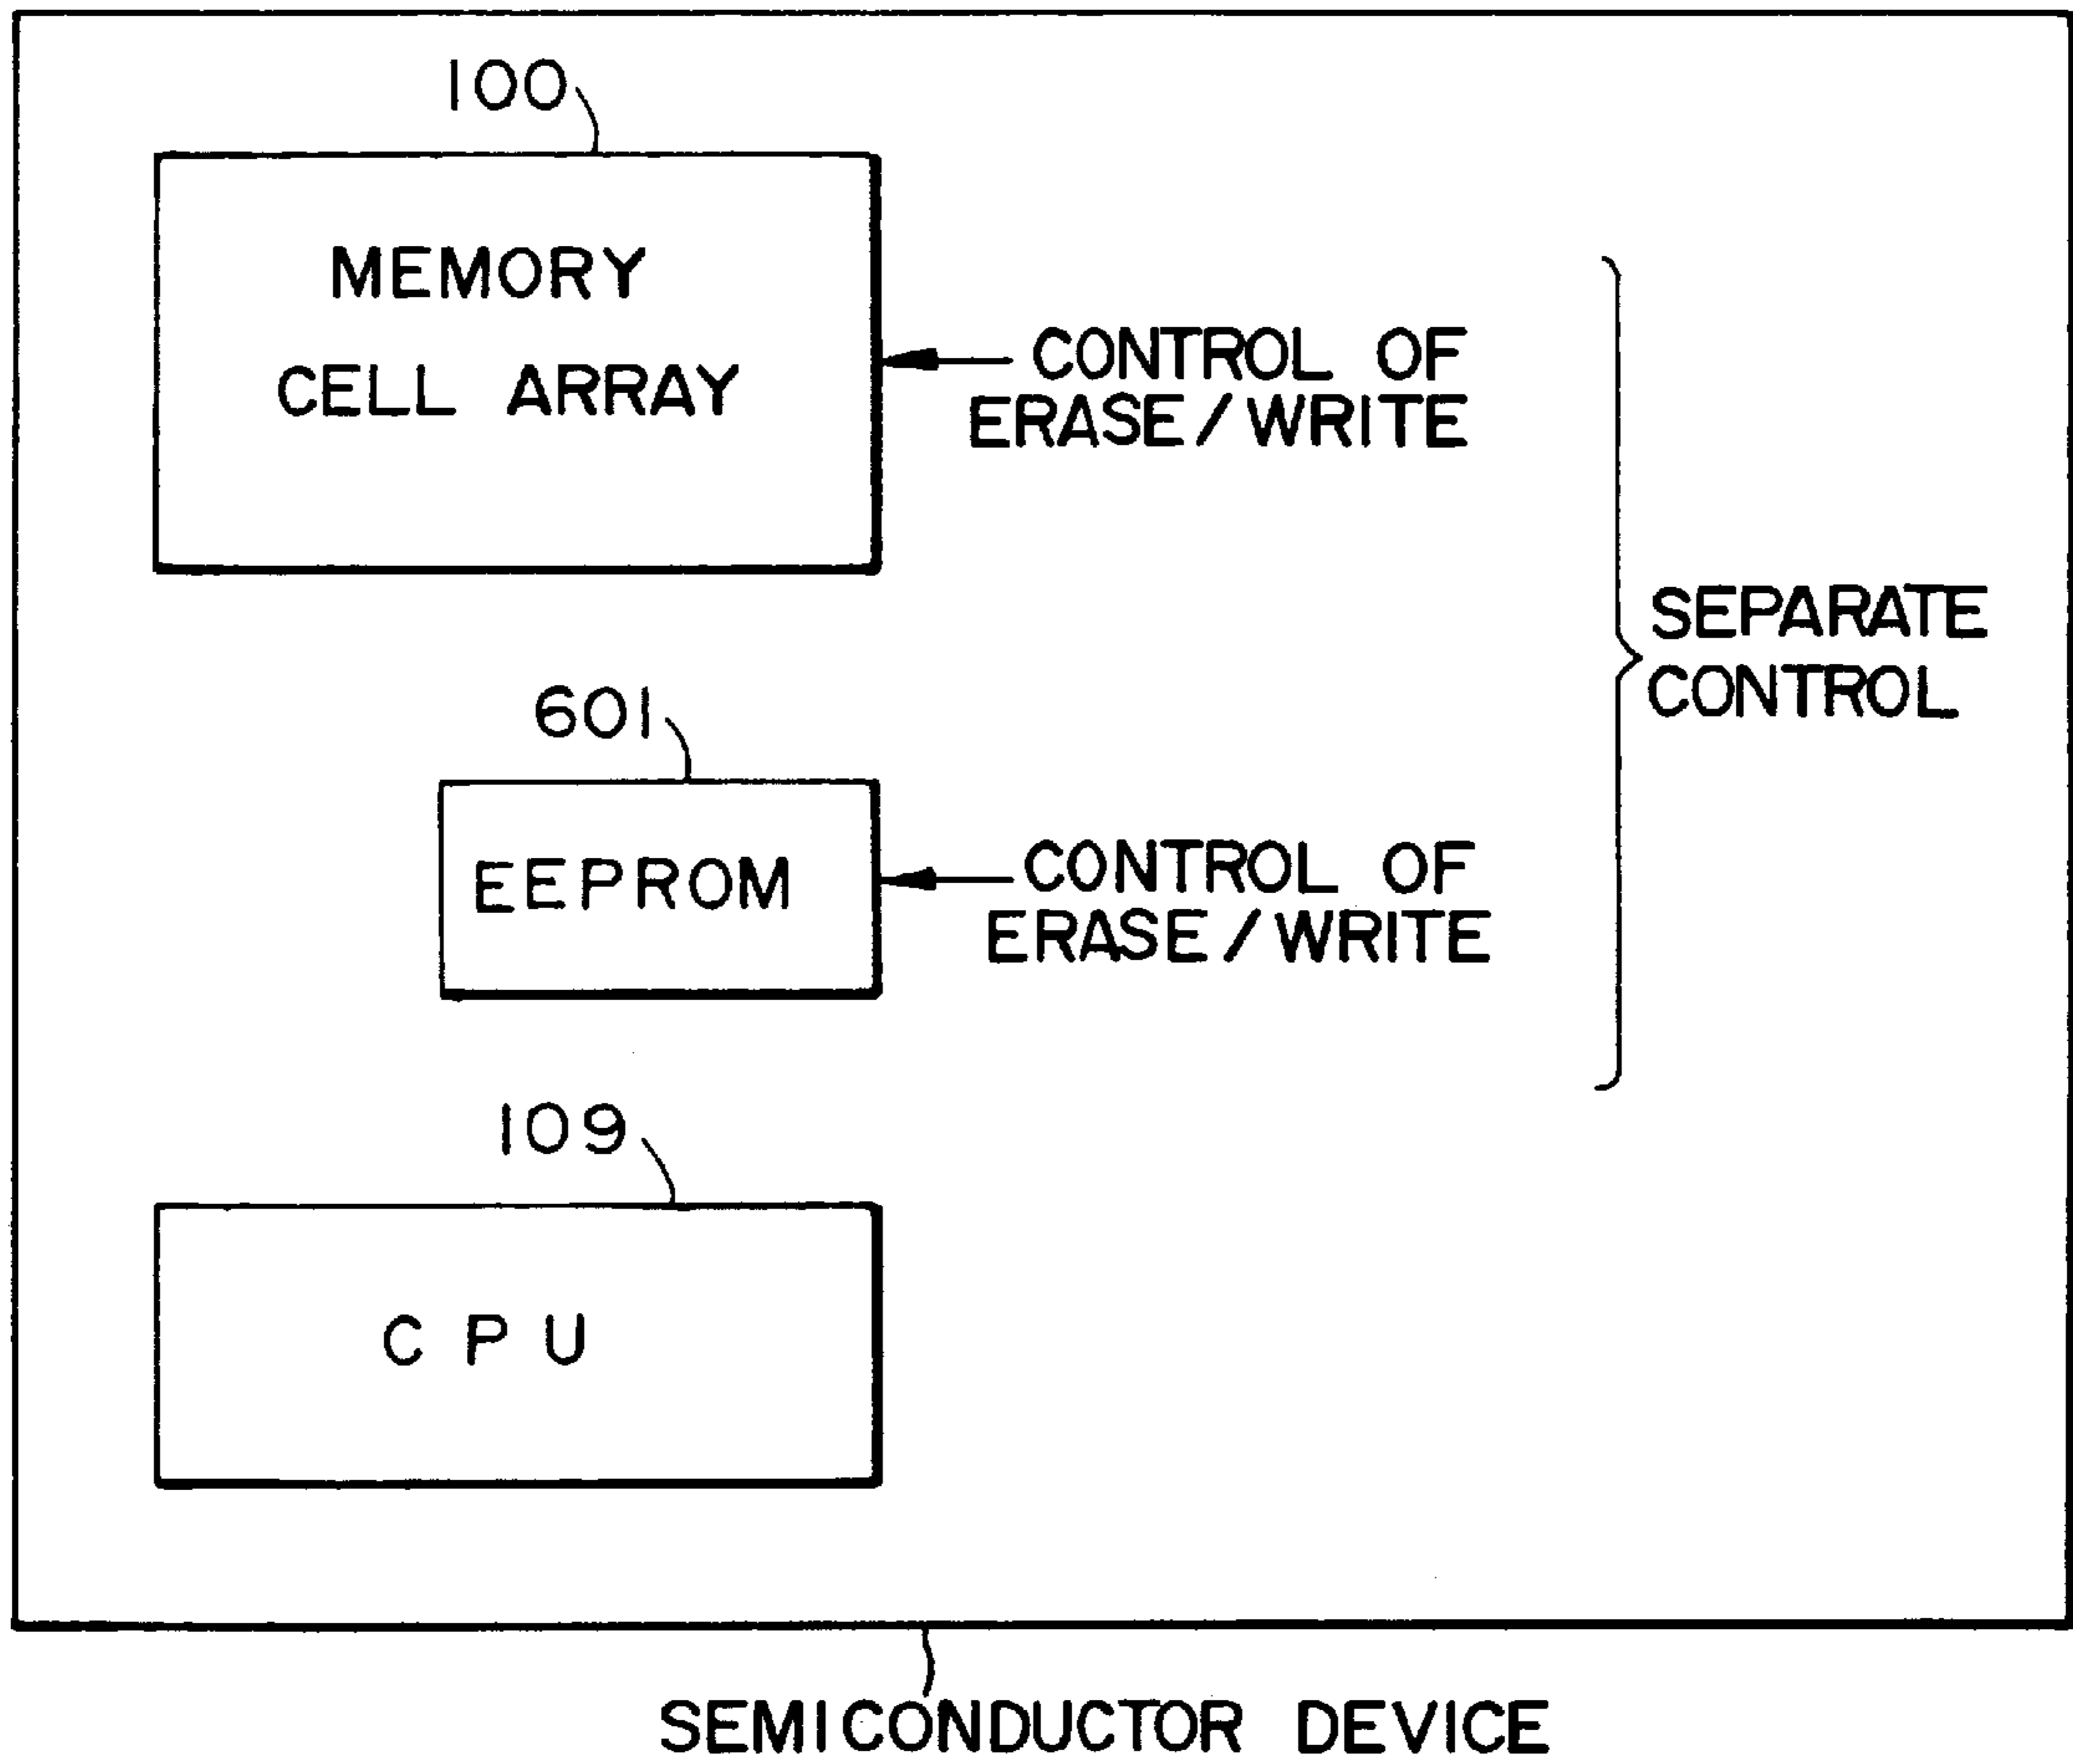 100
MEMORY
CELL ARRAY
CONTROL OF
ERASE/WRITE
SEPARATE
CONTROL
601
EEPROM
CONTROL OF
ERASE/WRITE
109
CPU
SEMICONDUCTOR DEVICE